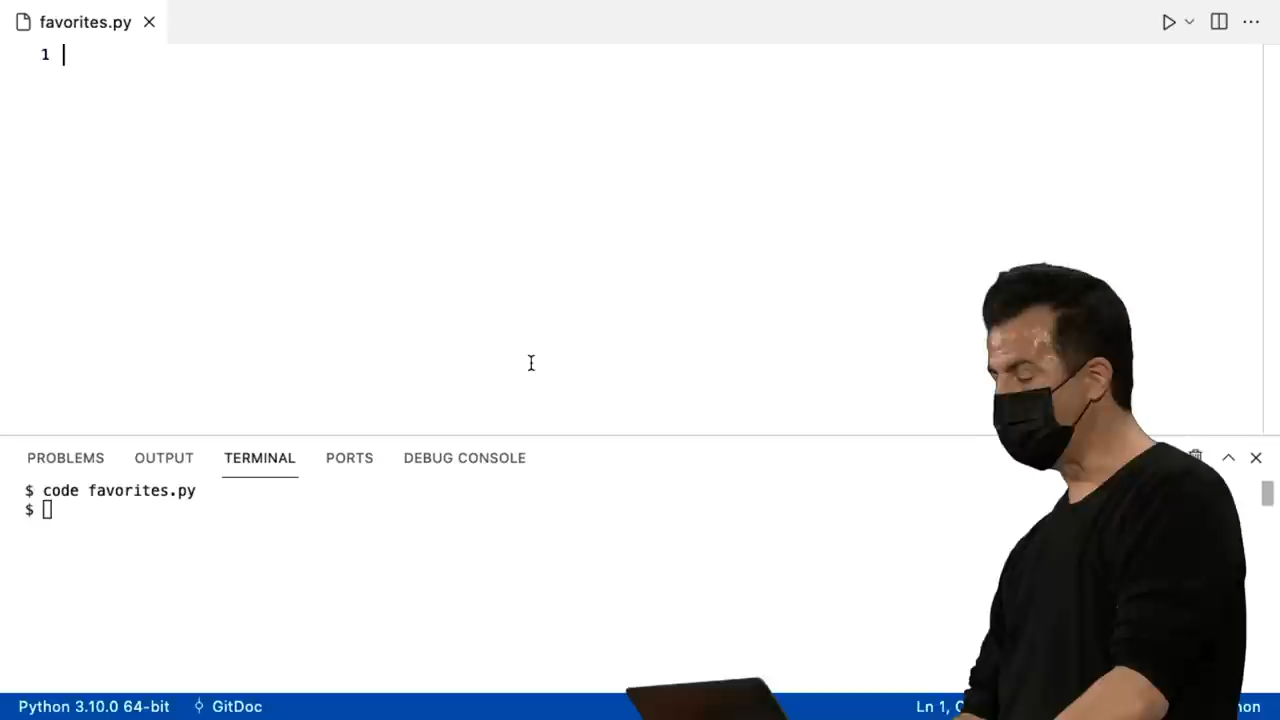 favorites.py
1
PROBLEMS OUTPUT TERMINAL PORTS DEBUG CONSOLE
$ code favorites.py
$
Python 3.10.0 64-bit GitDoc Ln 1,